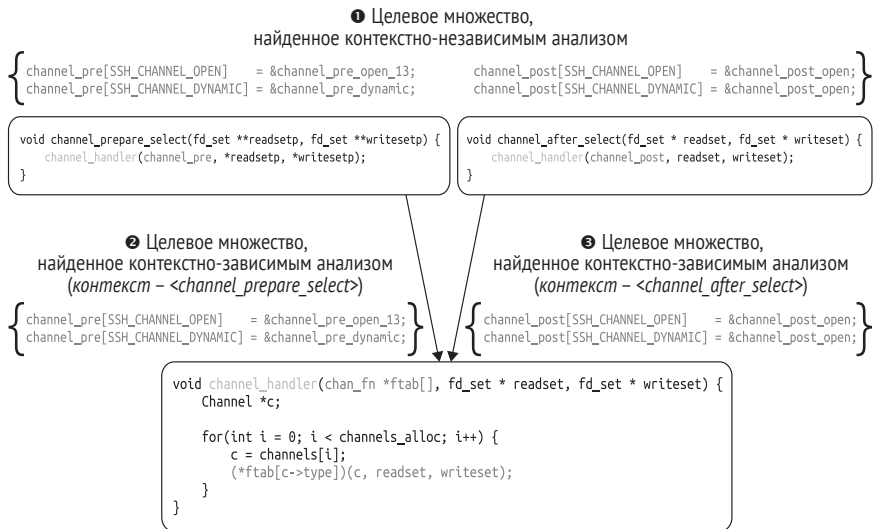 ❶ Целевое множество,
найденное контекстно-независимым анализом
{ channel_pre[SSH_CHANNEL_OPEN]    = &channel_pre_open_13;    channel_post[SSH_CHANNEL_OPEN]    = &channel_post_open; }
channel_pre[SSH_CHANNEL_DYNAMIC] = &channel_pre_dynamic;    channel_post[SSH_CHANNEL_DYNAMIC] = &channel_post_open;
void channel_prepare_select(fd_set **readsetp, fd_set **writesetp) {
    channel_handler(channel_pre, *readsetp, *writesetp);
}
void channel_after_select(fd_set * readset, fd_set * writeset) {
    channel_handler(channel_post, readset, writeset);
}
❷ Целевое множество,
найденное контекстно-зависимым анализом
(контекст – <channel_prepare_select>)
{ channel_pre[SSH_CHANNEL_OPEN]    = &channel_pre_open_13; }
channel_pre[SSH_CHANNEL_DYNAMIC] = &channel_pre_dynamic;
❸ Целевое множество,
найденное контекстно-зависимым анализом
(контекст – <channel_after_select>)
{ channel_post[SSH_CHANNEL_OPEN]    = &channel_post_open; }
channel_post[SSH_CHANNEL_DYNAMIC] = &channel_post_open;
void channel_handler(chan_fn *ftab[], fd_set * readset, fd_set * writeset) {
    Channel *c;
    for(int i = 0; i < channels_alloc; i++) {
        c = channels[i];
        (*ftab[c->type])(c, readset, writeset);
    }
}